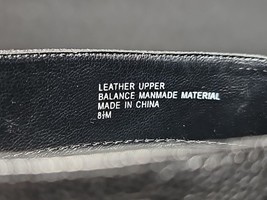 LEATHER UPPER
BALANCE MANMADE MATERIAL
MADE IN CHINA
8½M